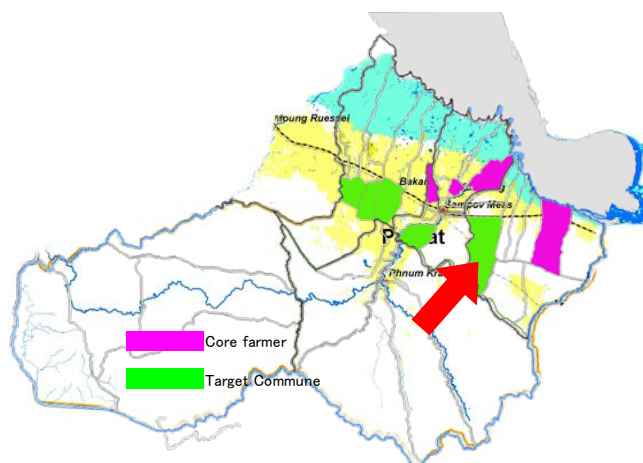 Moung Ruessei
Bakan
Sampov Meas
Phnum Kra
Core farmer
Target Commune